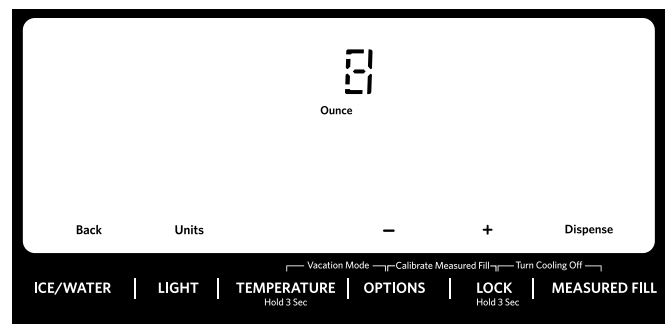 8
Ounce
Back Units − + Dispense
Vacation Mode Calibrate Measured Fill Turn Cooling Off
ICE/WATER LIGHT TEMPERATURE OPTIONS LOCK MEASURED FILL
Hold 3 Sec Hold 3 Sec